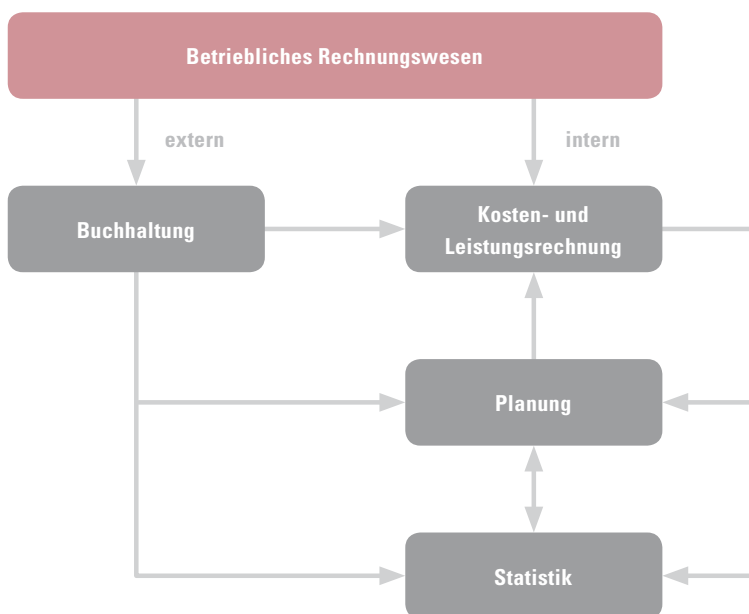 Betriebliches Rechnungswesen
extern
intern
Buchhaltung
Kosten- und
Leistungsrechnung
Planung
Statistik